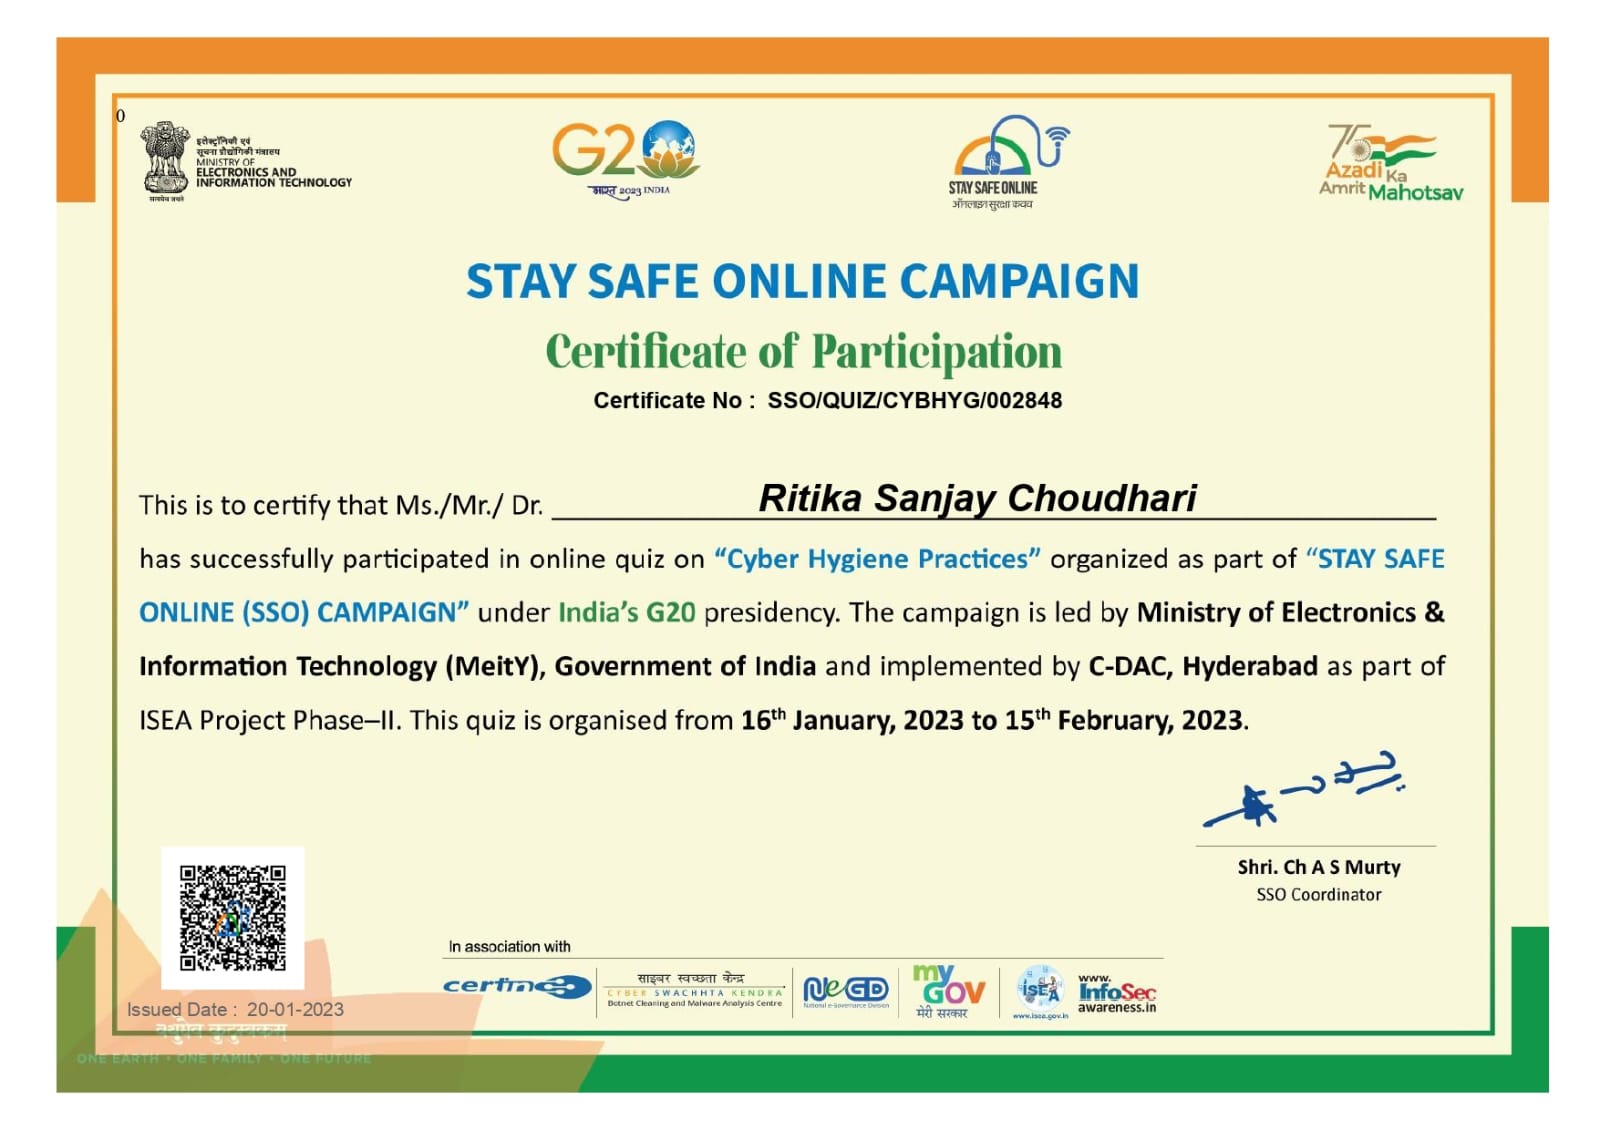 0
इलेक्ट्रॉनिकी एवं
सूचना प्रौद्योगिकी मंत्रालय
MINISTRY OF
ELECTRONICS AND
INFORMATION TECHNOLOGY
सत्यमेव जयते
G20
भारत 2023 INDIA
STAY SAFE ONLINE
ऑनलाइन सुरक्षा कवच
75
Azadi Ka
Amrit Mahotsav
STAY SAFE ONLINE CAMPAIGN
Certificate of Participation
Certificate No : SSO/QUIZ/CYBHYG/002848
This is to certify that Ms./Mr./ Dr. Ritika Sanjay Choudhari
has successfully participated in online quiz on “Cyber Hygiene Practices” organized as part of “STAY SAFE
ONLINE (SSO) CAMPAIGN” under India’s G20 presidency. The campaign is led by Ministry of Electronics &
Information Technology (MeitY), Government of India and implemented by C-DAC, Hyderabad as part of
ISEA Project Phase–II. This quiz is organised from 16th January, 2023 to 15th February, 2023.
Shri. Ch A S Murty
SSO Coordinator
In association with
certin
साइबर स्वच्छता केन्द्र
CYBER SWACHHTA KENDRA
Botnet Cleaning and Malware Analysis Centre
NeGD
National e-Governance Division
my
GOV
मेरी सरकार
ISEA
www.isea.gov.in
www.
InfoSec
awareness.in
Issued Date : 20-01-2023
वसुधैव कुटुम्बकम्
ONE EARTH • ONE FAMILY • ONE FUTURE